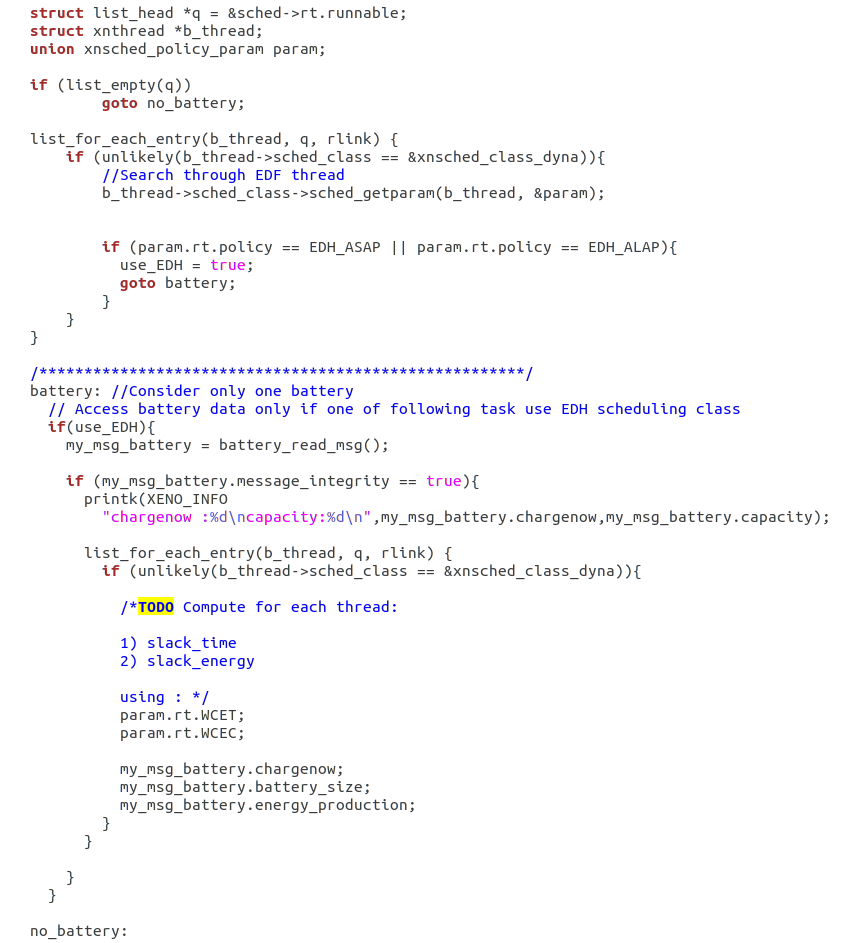 struct list_head *q = &sched->rt.runnable;
struct xnthread *b_thread;
union xnsched_policy_param param;

if (list_empty(q))
        goto no_battery;

list_for_each_entry(b_thread, q, rlink) {
    if (unlikely(b_thread->sched_class == &xnsched_class_dyna)){
        //Search through EDF thread
        b_thread->sched_class->sched_getparam(b_thread, &param);


        if (param.rt.policy == EDH_ASAP || param.rt.policy == EDH_ALAP){
          use_EDH = true;
          goto battery;
        }
    }
}

/******************************************************/
battery: //Consider only one battery
  // Access battery data only if one of following task use EDH scheduling class
  if(use_EDH){
    my_msg_battery = battery_read_msg();

    if (my_msg_battery.message_integrity == true){
      printk(XENO_INFO
        "chargenow :%d\ncapacity:%d\n",my_msg_battery.chargenow,my_msg_battery.capacity);

      list_for_each_entry(b_thread, q, rlink) {
        if (unlikely(b_thread->sched_class == &xnsched_class_dyna)){

          /*TODO Compute for each thread:

          1) slack_time
          2) slack_energy

          using : */
          param.rt.WCET;
          param.rt.WCEC;

          my_msg_battery.chargenow;
          my_msg_battery.battery_size;
          my_msg_battery.energy_production;
        }
      }

    }
  }

no_battery: